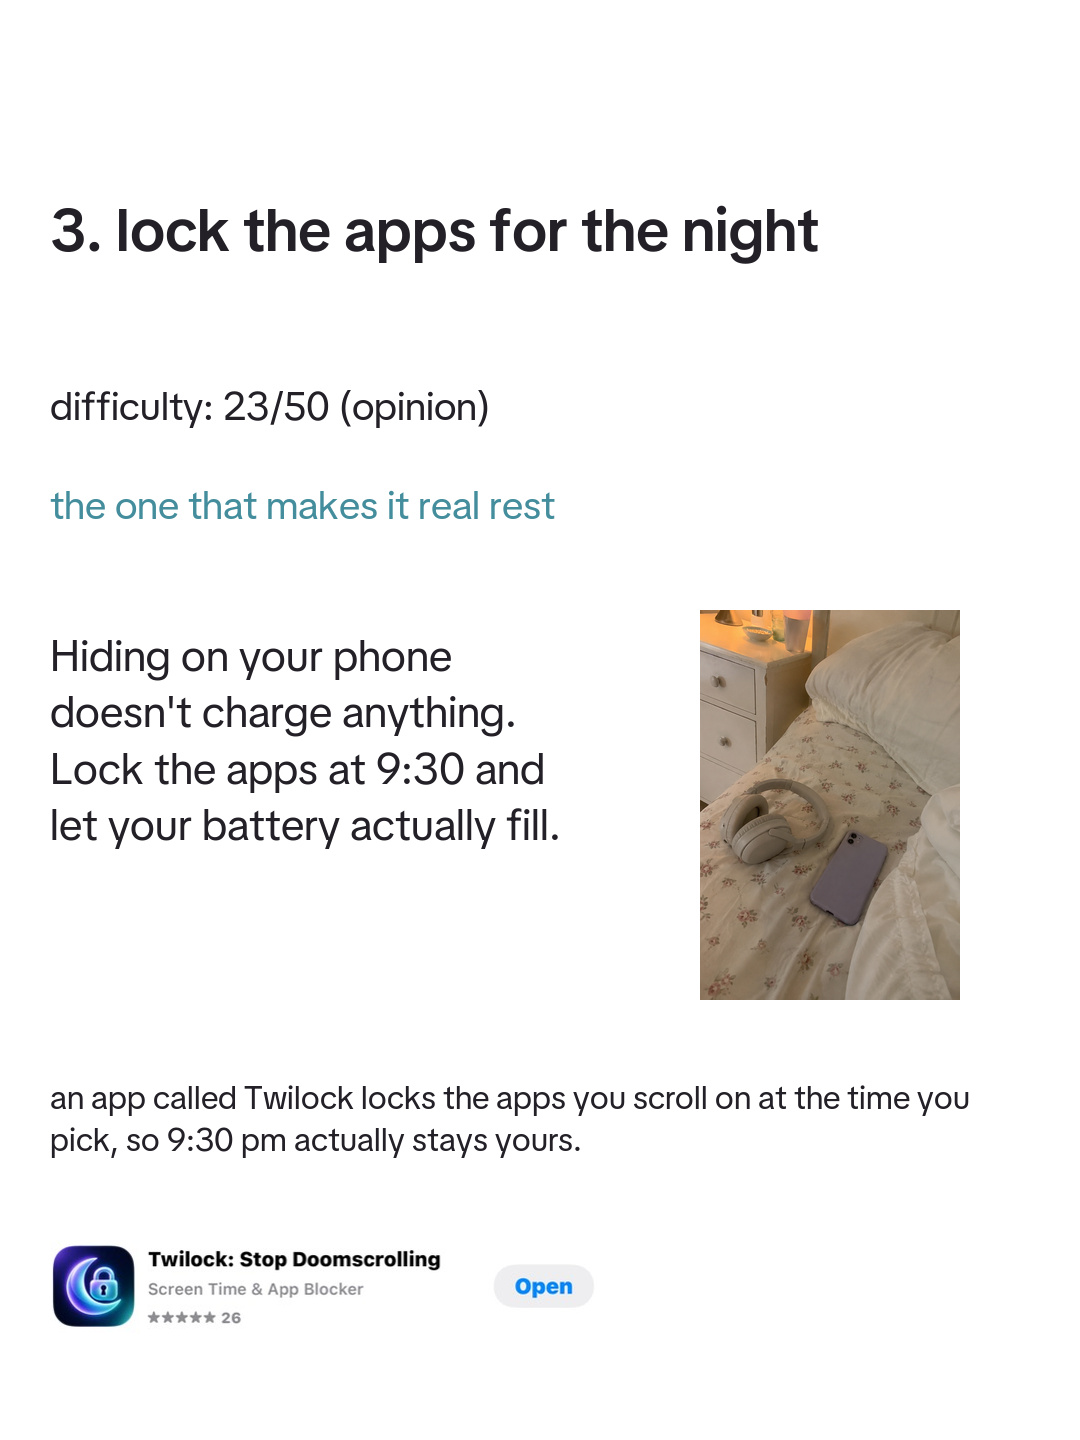 3. lock the apps for the night
difficulty: 23/50 (opinion)
the one that makes it real rest
Hiding on your phone
doesn't charge anything.
Lock the apps at 9:30 and
let your battery actually fill.
an app called Twilock locks the apps you scroll on at the time you
pick, so 9:30 pm actually stays yours.
Twilock: Stop Doomscrolling
Screen Time & App Blocker
★★★★★ 26
Open